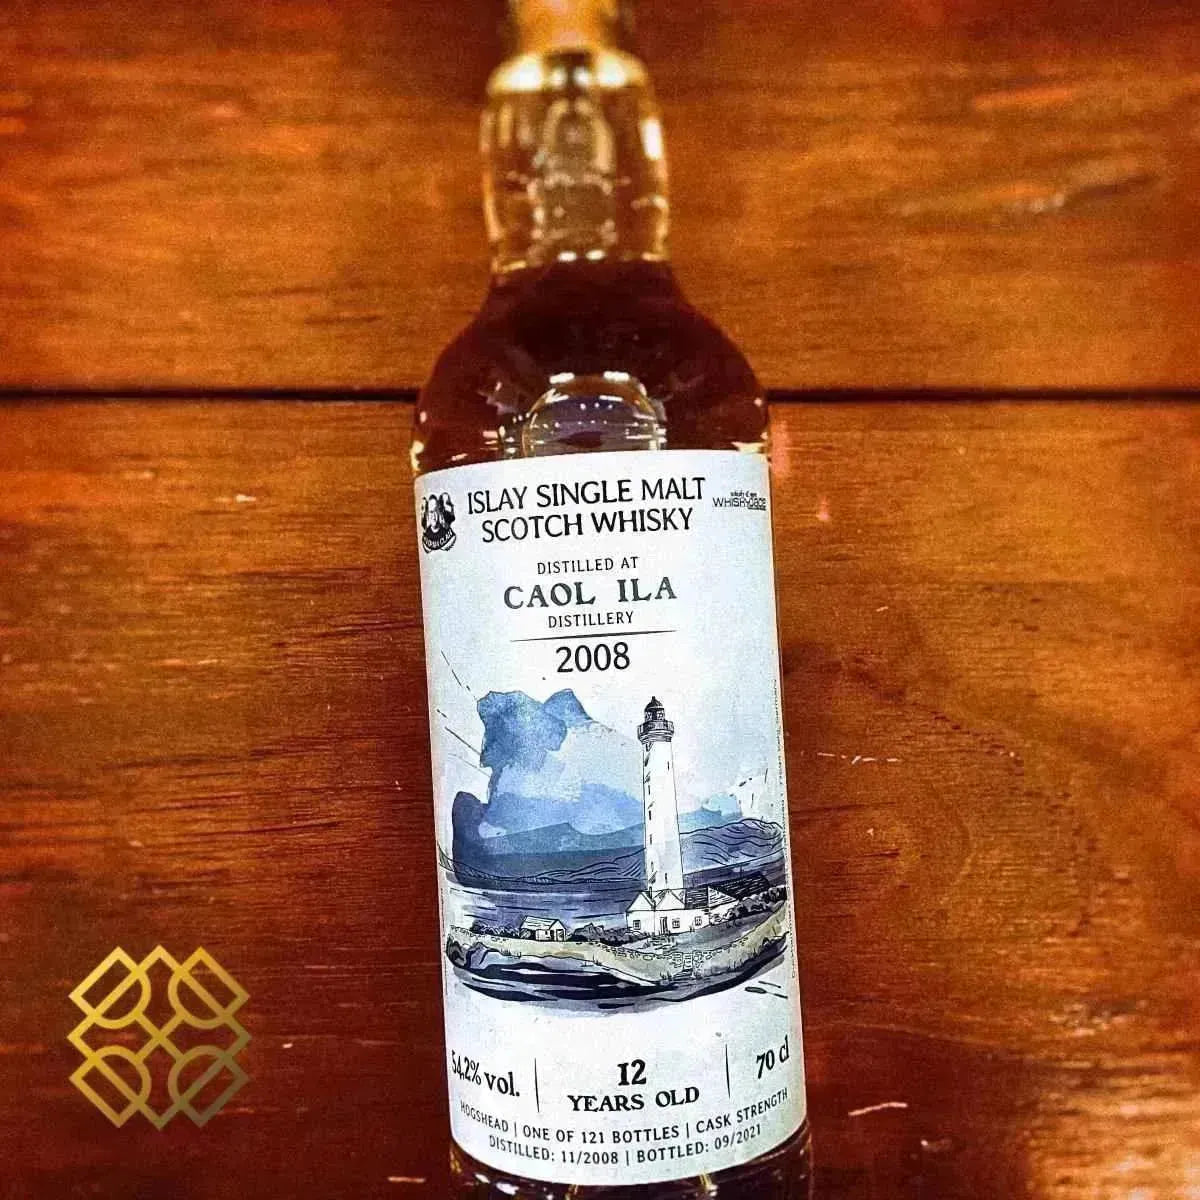 ISLAY SINGLE MALT
SCOTCH WHISKY
DISTILLED AT
CAOL ILA
DISTILLERY
2008
54,2% vol.
12
YEARS OLD
70 cl
HOGSHEAD | ONE OF 121 BOTTLES | CASK STRENGTH
DISTILLED: 11/2008 | BOTTLED: 09/2021